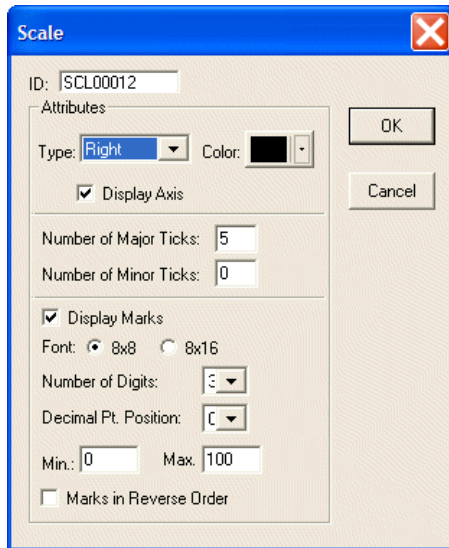 Scale
ID: SCL00012
Attributes
Type: Right Color:
Display Axis
Number of Major Ticks: 5
Number of Minor Ticks: 0
Display Marks
Font: 8x8 8x16
Number of Digits: 3
Decimal Pt. Position:
Min.: 0 Max. 100
Marks in Reverse Order
OK
Cancel